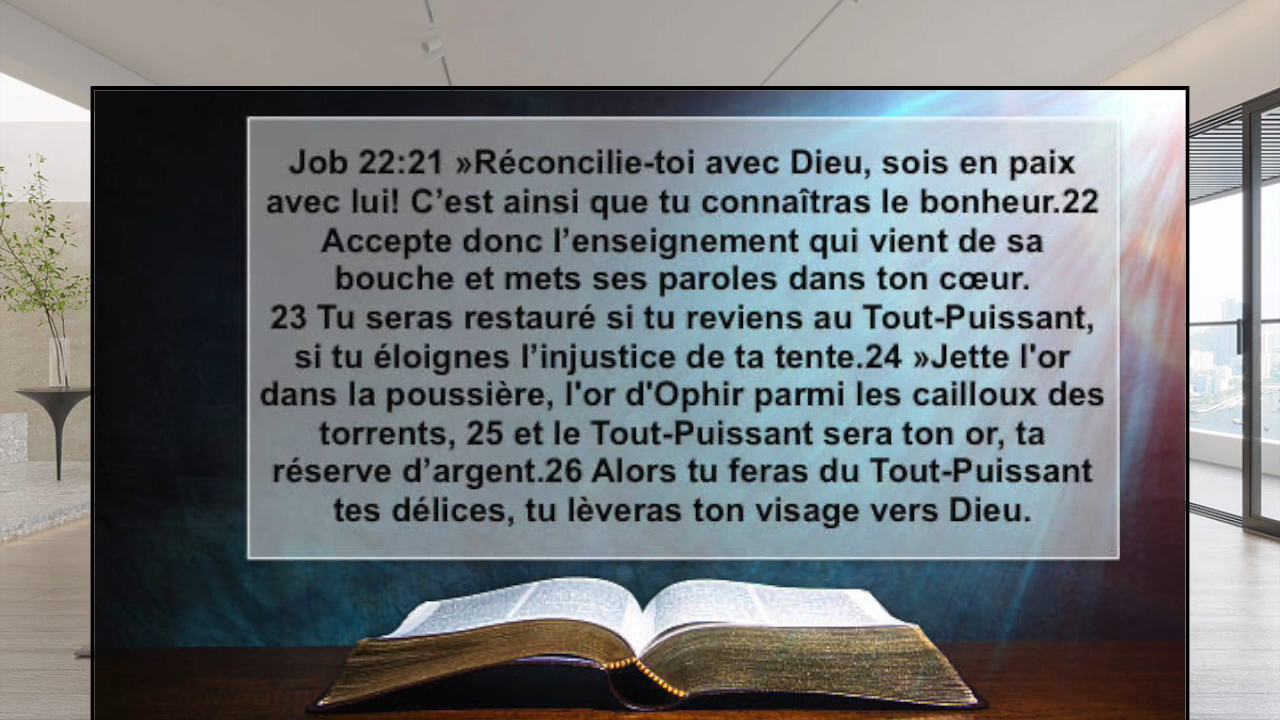 Job 22:21 »Réconcilie-toi avec Dieu, sois en paix
avec lui! C’est ainsi que tu connaîtras le bonheur.22
Accepte donc l’enseignement qui vient de sa
bouche et mets ses paroles dans ton cœur.
23 Tu seras restauré si tu reviens au Tout-Puissant,
si tu éloignes l’injustice de ta tente.24 »Jette l'or
dans la poussière, l'or d'Ophir parmi les cailloux des
torrents, 25 et le Tout-Puissant sera ton or, ta
réserve d’argent.26 Alors tu feras du Tout-Puissant
tes délices, tu lèveras ton visage vers Dieu.